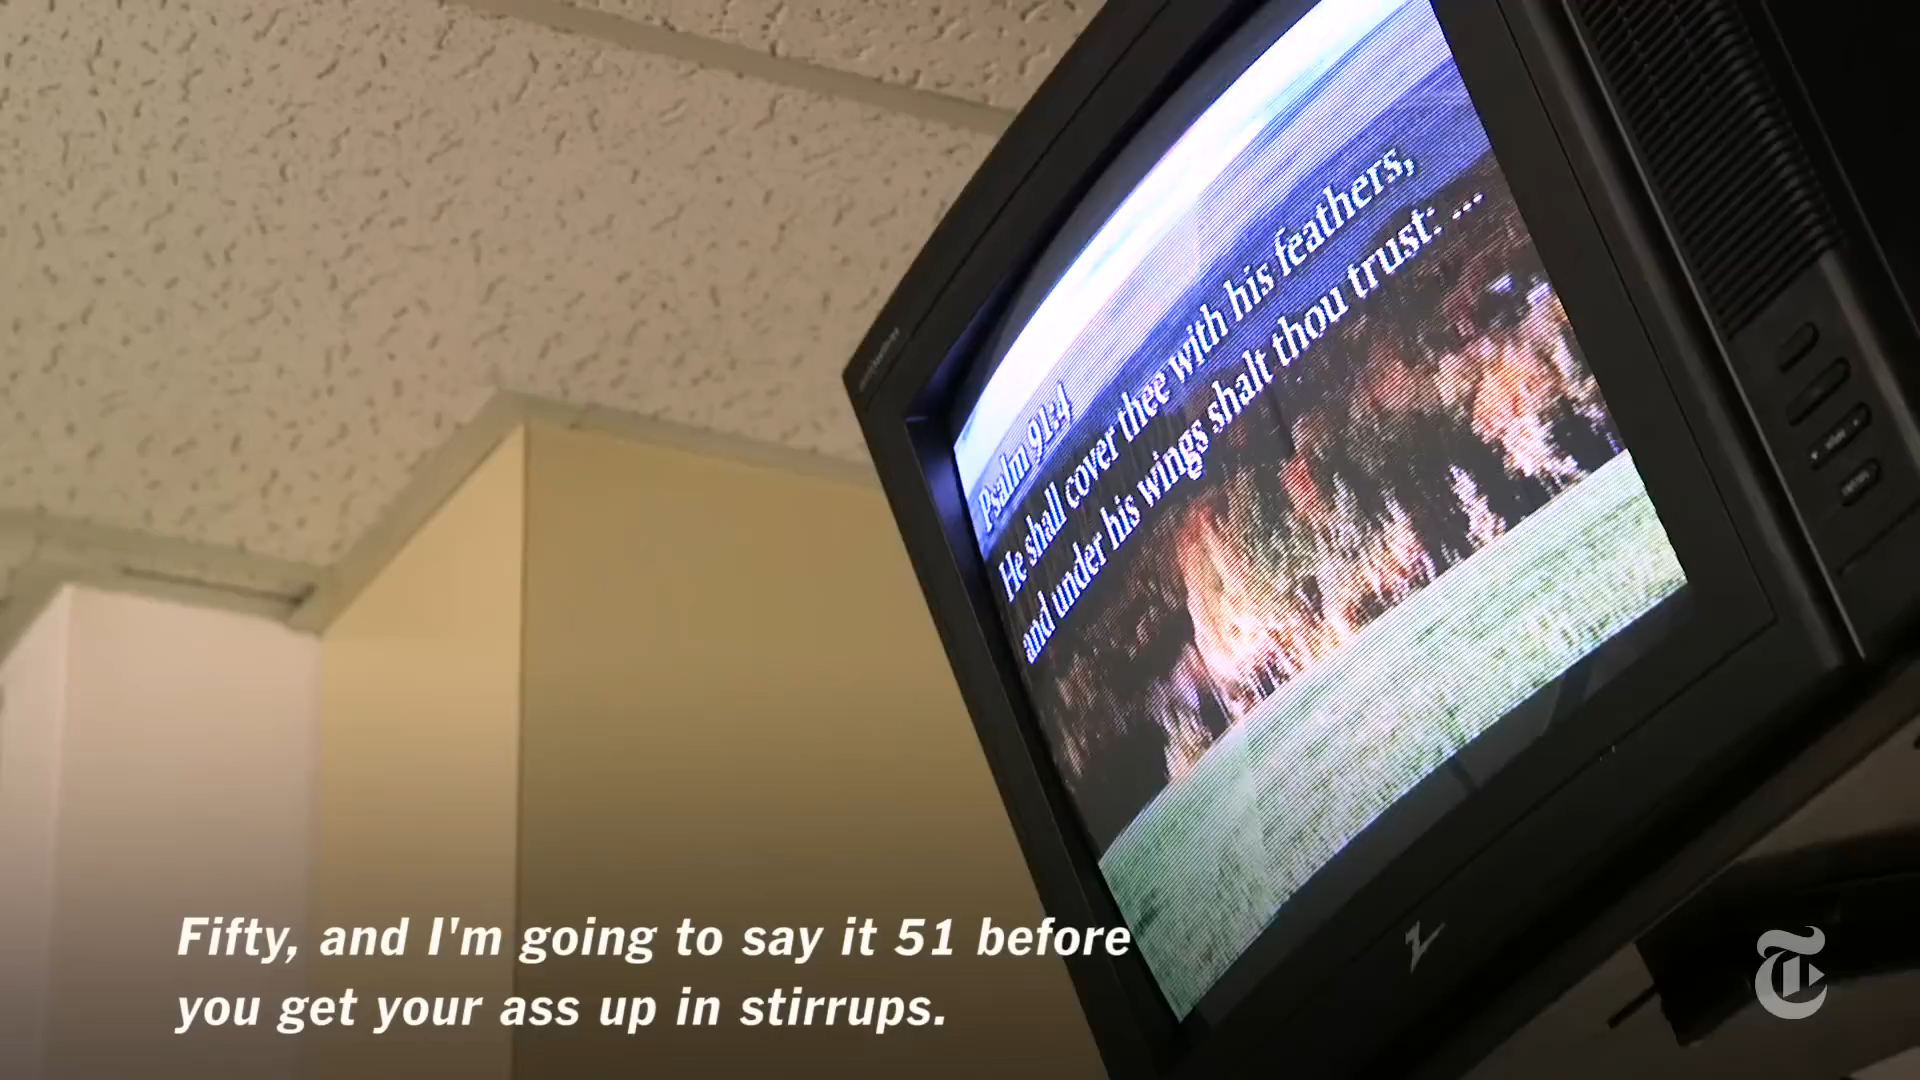 Psalm 91:4
He shall cover thee with his feathers,
and under his wings shalt thou trust: ...
Fifty, and I'm going to say it 51 before
you get your ass up in stirrups.